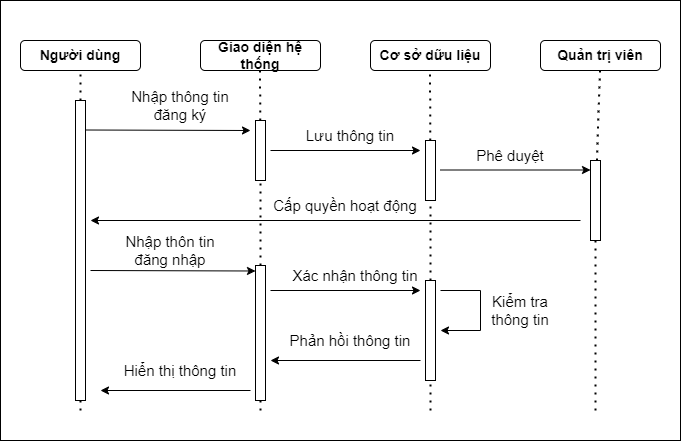 Người dùng
Giao diện hệ
thống
Cơ sở dữu liệu
Quản trị viên
Nhập thông tin
đăng ký
Lưu thông tin
Phê duyệt
Cấp quyền hoạt động
Nhập thôn tin
đăng nhập
Xác nhận thông tin
Kiểm tra
thông tin
Phản hồi thông tin
Hiển thị thông tin